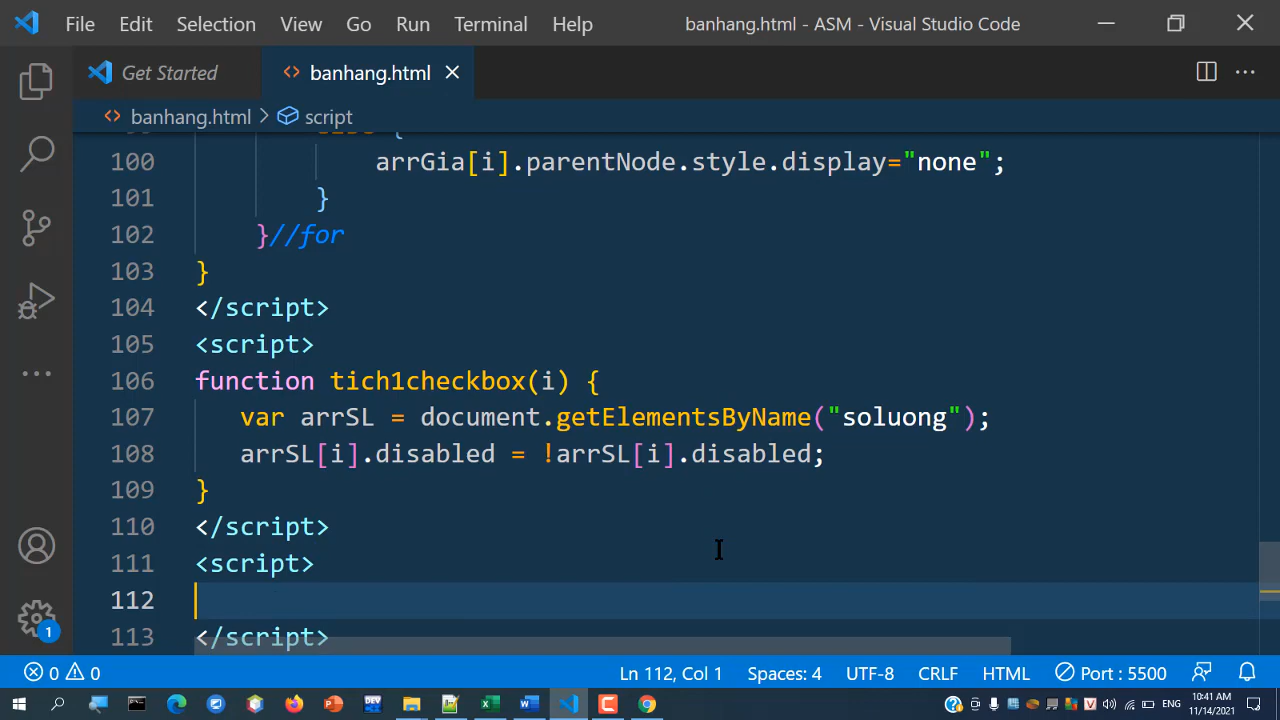 File Edit Selection View Go Run Terminal Help banhang.html - ASM - Visual Studio Code
Get Started banhang.html
banhang.html > script
100 arrGia[i].parentNode.style.display="none";
101 }
102 }//for
103 }
104 </script>
105 <script>
106 function tich1checkbox(i) {
107 var arrSL = document.getElementsByName("soluong");
108 arrSL[i].disabled = !arrSL[i].disabled;
109 }
110 </script>
111 <script>
112
113 </script>
1
0 0 Ln 112, Col 1 Spaces: 4 UTF-8 CRLF HTML Port : 5500
ENG 10:41 AM
11/14/2021